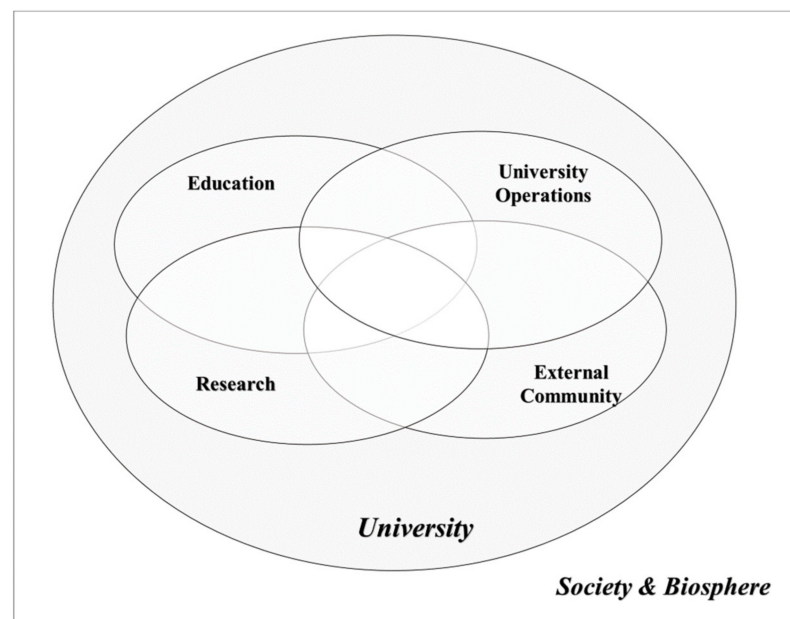 Education
University
Operations
Research
External
Community
University
Society & Biosphere